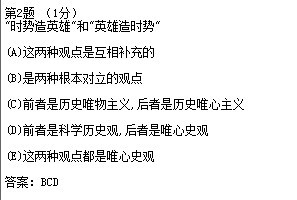 第2题 （1分）
"时势造英雄"和"英雄造时势"
(A)这两种观点是互相补充的
(B)是两种根本对立的观点
(C)前者是历史唯物主义,后者是历史唯心主义
(D)前者是科学历史观,后者是唯心史观
(E)这两种观点都是唯心史观
答案：BCD